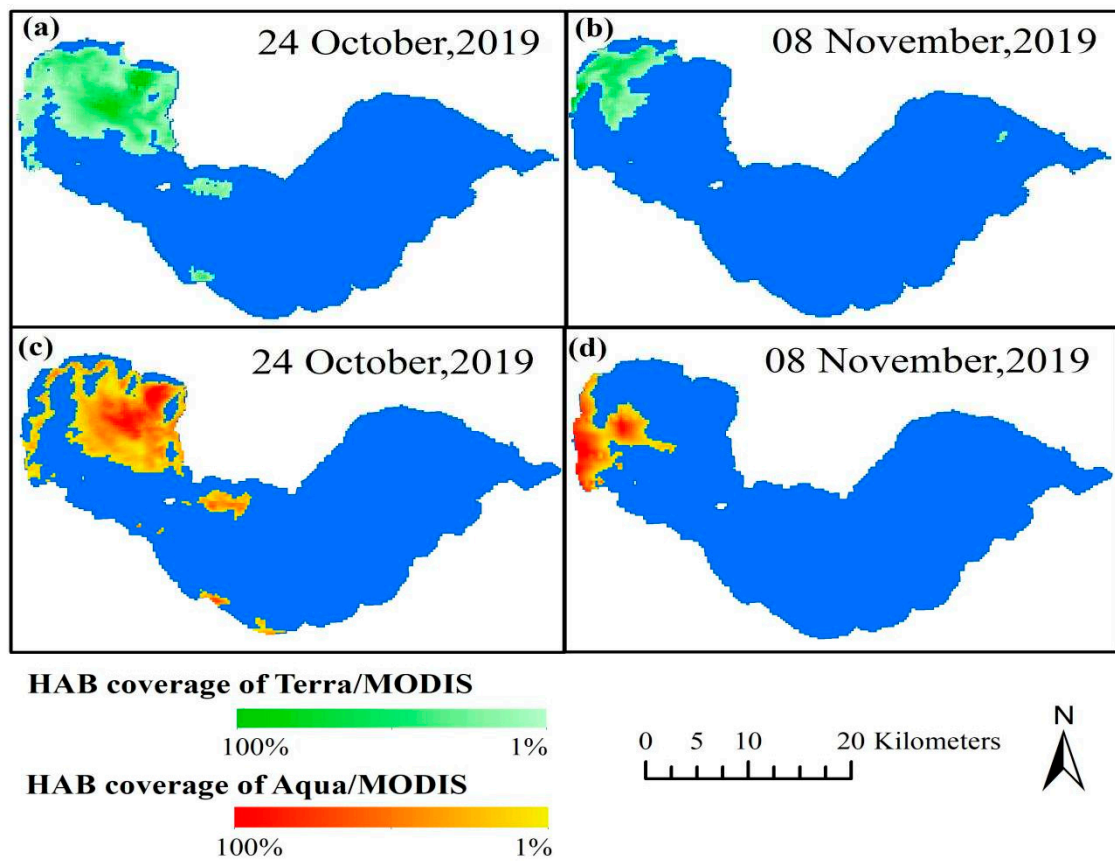 (a)
24 October,2019
(b)
08 November,2019
(c)
24 October,2019
(d)
08 November,2019
HAB coverage of Terra/MODIS
100% 1%
HAB coverage of Aqua/MODIS
100% 1%
0 5 10 20 Kilometers
N